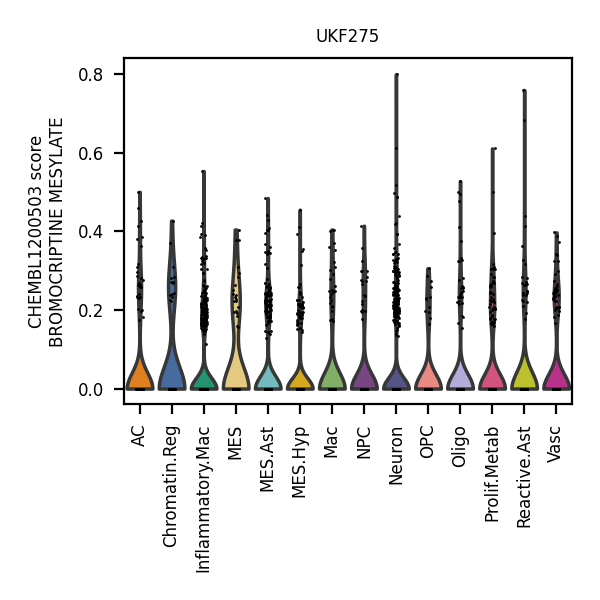 UKF275
CHEMBL1200503 score
BROMOCRIPTINE MESYLATE
0.8
0.6
0.4
0.2
0.0
AC
Chromatin.Reg
Inflammatory.Mac
MES
MES.Ast
MES.Hyp
Mac
NPC
Neuron
OPC
Oligo
Prolif.Metab
Reactive.Ast
Vasc